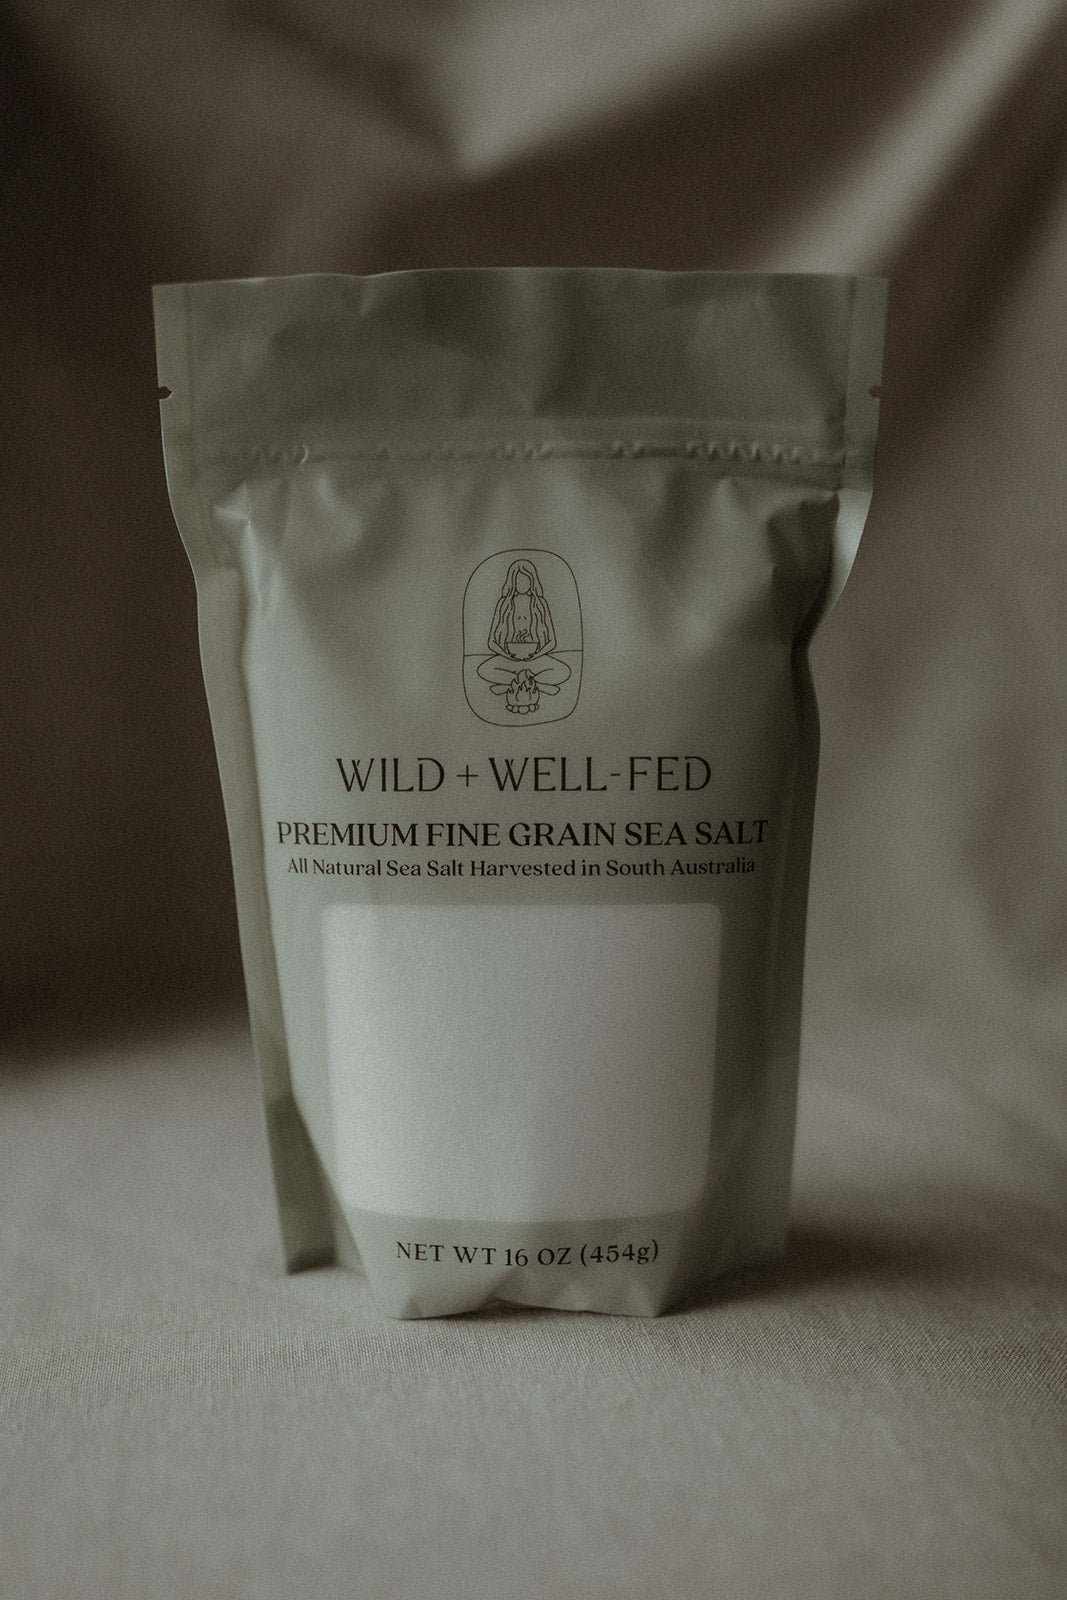 WILD + WELL-FED
PREMIUM FINE GRAIN SEA SALT
All Natural Sea Salt Harvested in South Australia
NET WT 16 OZ (454g)